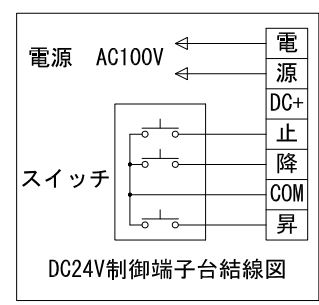 電源 AC100V
電
源
DC+
止
降
COM
昇
スイッチ
DC24V制御端子台結線図